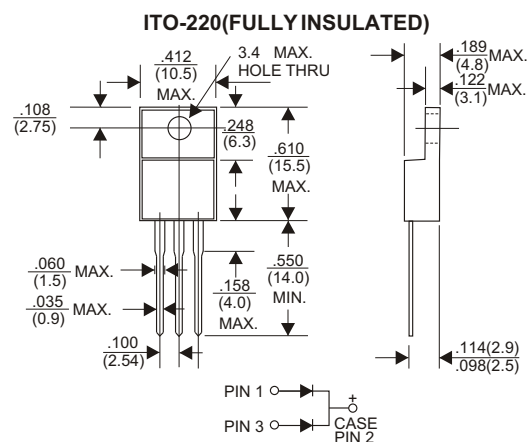 ITO-220(FULLY INSULATED)
.412
(10.5)
MAX.
3.4 MAX.
HOLE THRU
.189
(4.8)
MAX.
.122
(3.1)
MAX.
.108
(2.75)
.248
(6.3)
.610
(15.5)
MAX.
.060
(1.5)
MAX.
.158
(4.0)
MAX.
.550
(14.0)
MIN.
.035
(0.9)
MAX.
.100
(2.54)
.114(2.9)
.098(2.5)
PIN 1
+
PIN 3
CASE
PIN 2